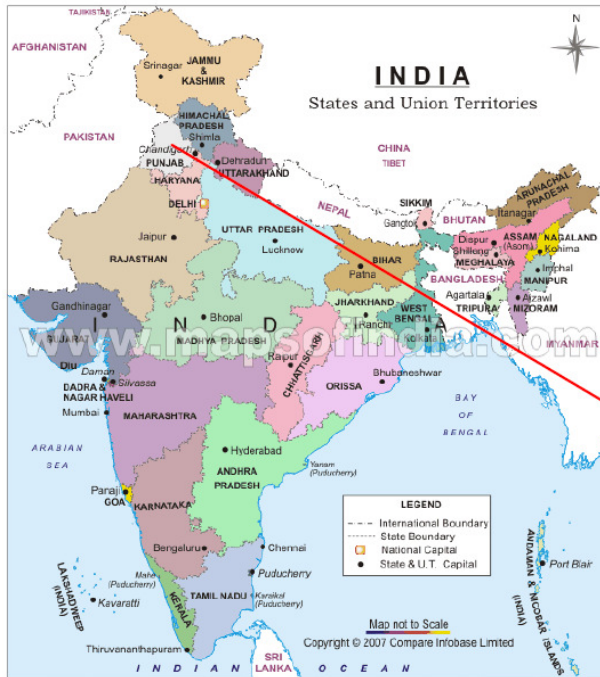 TAJIKISTAN
AFGHANISTAN
N
INDIA
States and Union Territories
JAMMU
&
KASHMIR
Srinagar
HIMACHAL
PRADESH
Shimla
PAKISTAN
Chandigarh
PUNJAB
Dehradun
UTTARAKHAND
CHINA
TIBET
HARYANA
DELHI
NEPAL
SIKKIM
Gangtok
BHUTAN
ARUNACHAL
PRADESH
Itanagar
UTTAR PRADESH
Lucknow
Jaipur
RAJASTHAN
BIHAR
Patna
Dispur
ASSAM
(Asom)
NAGALAND
Kohima
Shillong
MEGHALAYA
Imphal
MANIPUR
BANGLADESH
Agartala
TRIPURA
Aizawl
MIZORAM
MYANMAR
Gandhinagar
GUJARAT
I N D A
Bhopal
MADHYA PRADESH
JHARKHAND
Ranchi
WEST
BENGAL
Kolkata
www.mapsofindia.com
Diu
Daman
Silvassa
DADRA &
NAGAR HAVELI
Mumbai
MAHARASHTRA
Raipur
CHHATTISGARH
ORISSA
Bhubaneshwar
ARABIAN
SEA
BAY
OF
BENGAL
Hyderabad
ANDHRA
PRADESH
Yanam
(Puducherry)
Panaji
GOA
KARNATAKA
Bengaluru
Chennai
Mahe
(Puducherry)
Puducherry
Karaikal
(Puducherry)
TAMIL NADU
KERALA
LAKSHADWEEP
(INDIA)
Kavaratti
Thiruvananthapuram
SRI
LANKA
LEGEND
International Boundary
State Boundary
National Capital
State & U.T. Capital
ANDAMAN & NICOBAR ISLANDS
(INDIA)
Port Blair
Map not to Scale
Copyright © 2007 Compare Infobase Limited
INDIAN OCEAN